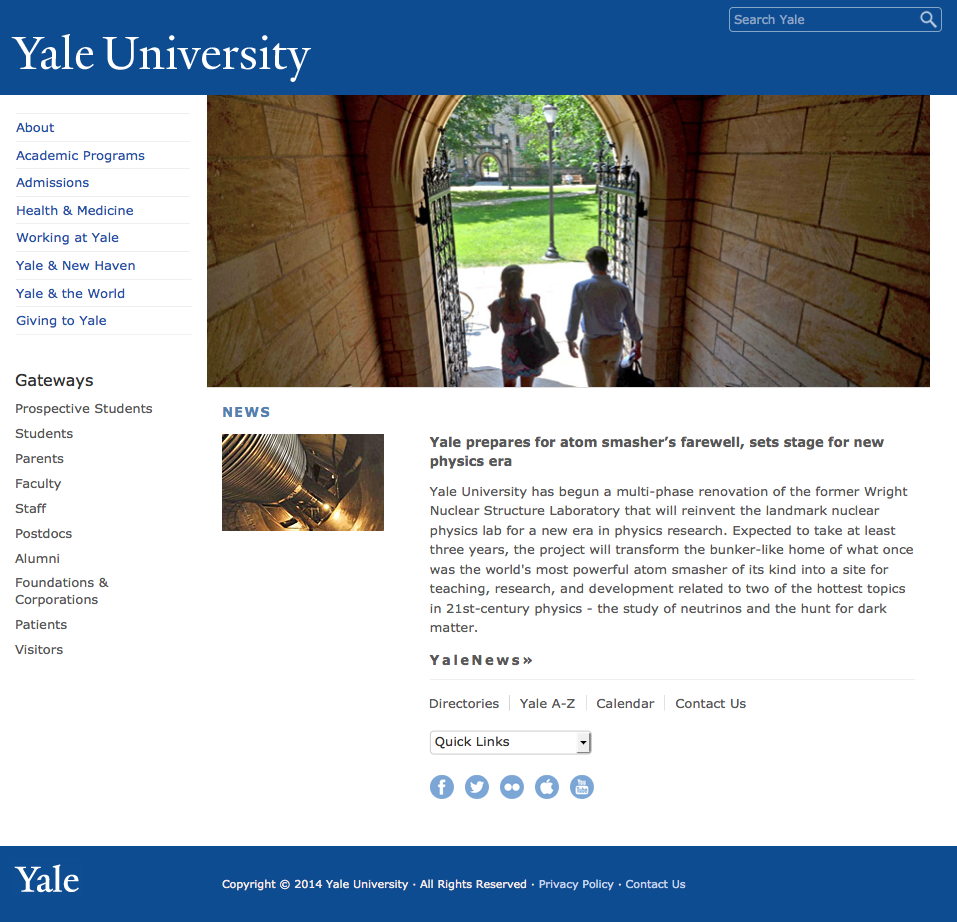 Search Yale
Yale University
About
Academic Programs
Admissions
Health & Medicine
Working at Yale
Yale & New Haven
Yale & the World
Giving to Yale
Gateways
Prospective Students
Students
Parents
Faculty
Staff
Postdocs
Alumni
Foundations &
Corporations
Patients
Visitors
NEWS
Yale prepares for atom smasher’s farewell, sets stage for new
physics era
Yale University has begun a multi-phase renovation of the former Wright
Nuclear Structure Laboratory that will reinvent the landmark nuclear
physics lab for a new era in physics research. Expected to take at least
three years, the project will transform the bunker-like home of what once
was the world's most powerful atom smasher of its kind into a site for
teaching, research, and development related to two of the hottest topics
in 21st-century physics - the study of neutrinos and the hunt for dark
matter.
YaleNews»
Directories Yale A-Z Calendar Contact Us
Quick Links
You Tube
Yale
Copyright © 2014 Yale University · All Rights Reserved · Privacy Policy · Contact Us